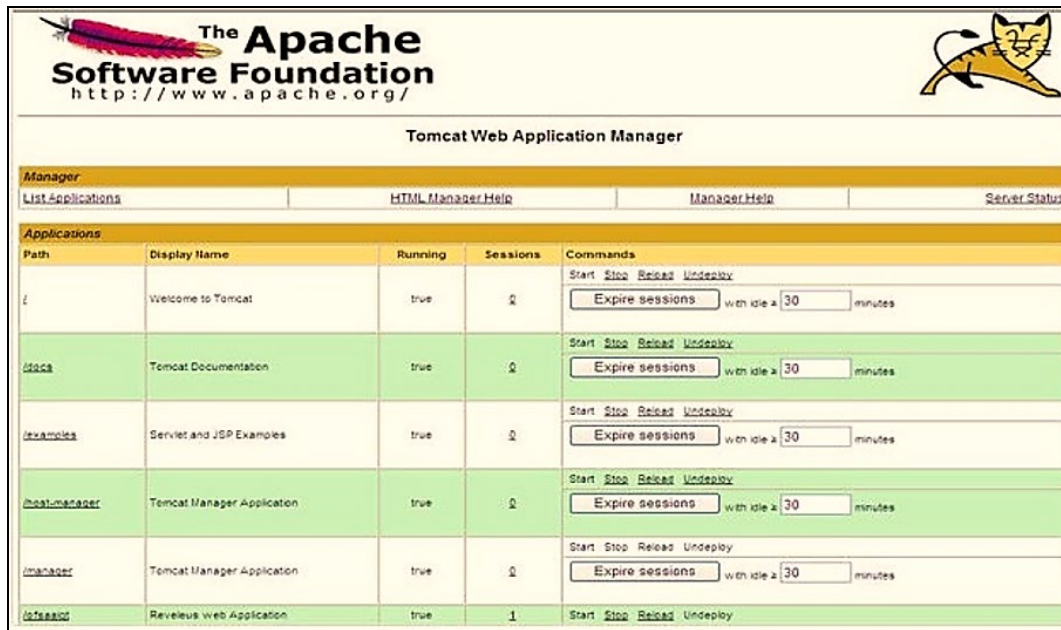 The Apache
Software Foundation
http://www.apache.org/
Tomcat Web Application Manager
Manager
List Applications HTML Manager Help Manager Help Server Status
Applications
Path Display Name Running Sessions Commands
/ Welcome to Tomcat true 0 Start Stop Reload Undeploy
Expire sessions with idle ≥ 30 minutes
/docs Tomcat Documentation true 0 Start Stop Reload Undeploy
Expire sessions with idle ≥ 30 minutes
/examples Servlet and JSP Examples true 0 Start Stop Reload Undeploy
Expire sessions with idle ≥ 30 minutes
/host-manager Tomcat Manager Application true 0 Start Stop Reload Undeploy
Expire sessions with idle ≥ 30 minutes
/manager Tomcat Manager Application true 0 Start Stop Reload Undeploy
Expire sessions with idle ≥ 30 minutes
Reveleus Web Application true 1 Start Stop Reload Undeploy